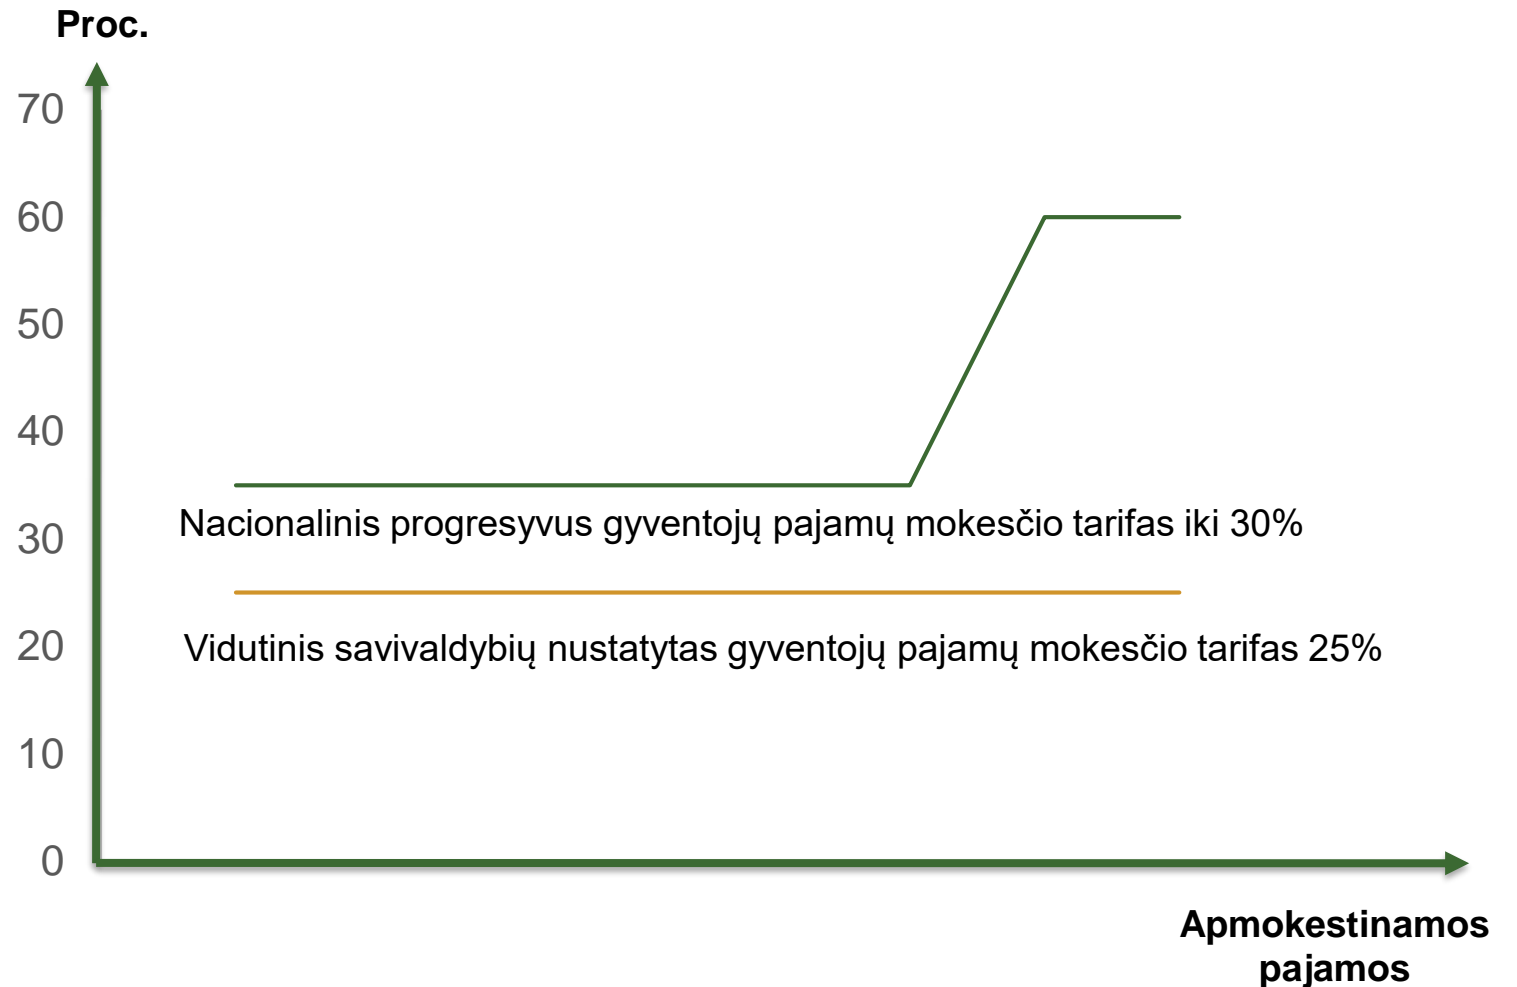 Proc.
70
60
50
40
Nacionalinis progresyvus gyventojų pajamų mokesčio tarifas iki 30%
30
Vidutinis savivaldybių nustatytas gyventojų pajamų mokesčio tarifas 25%
20
10
0
Apmokestinamos
pajamos